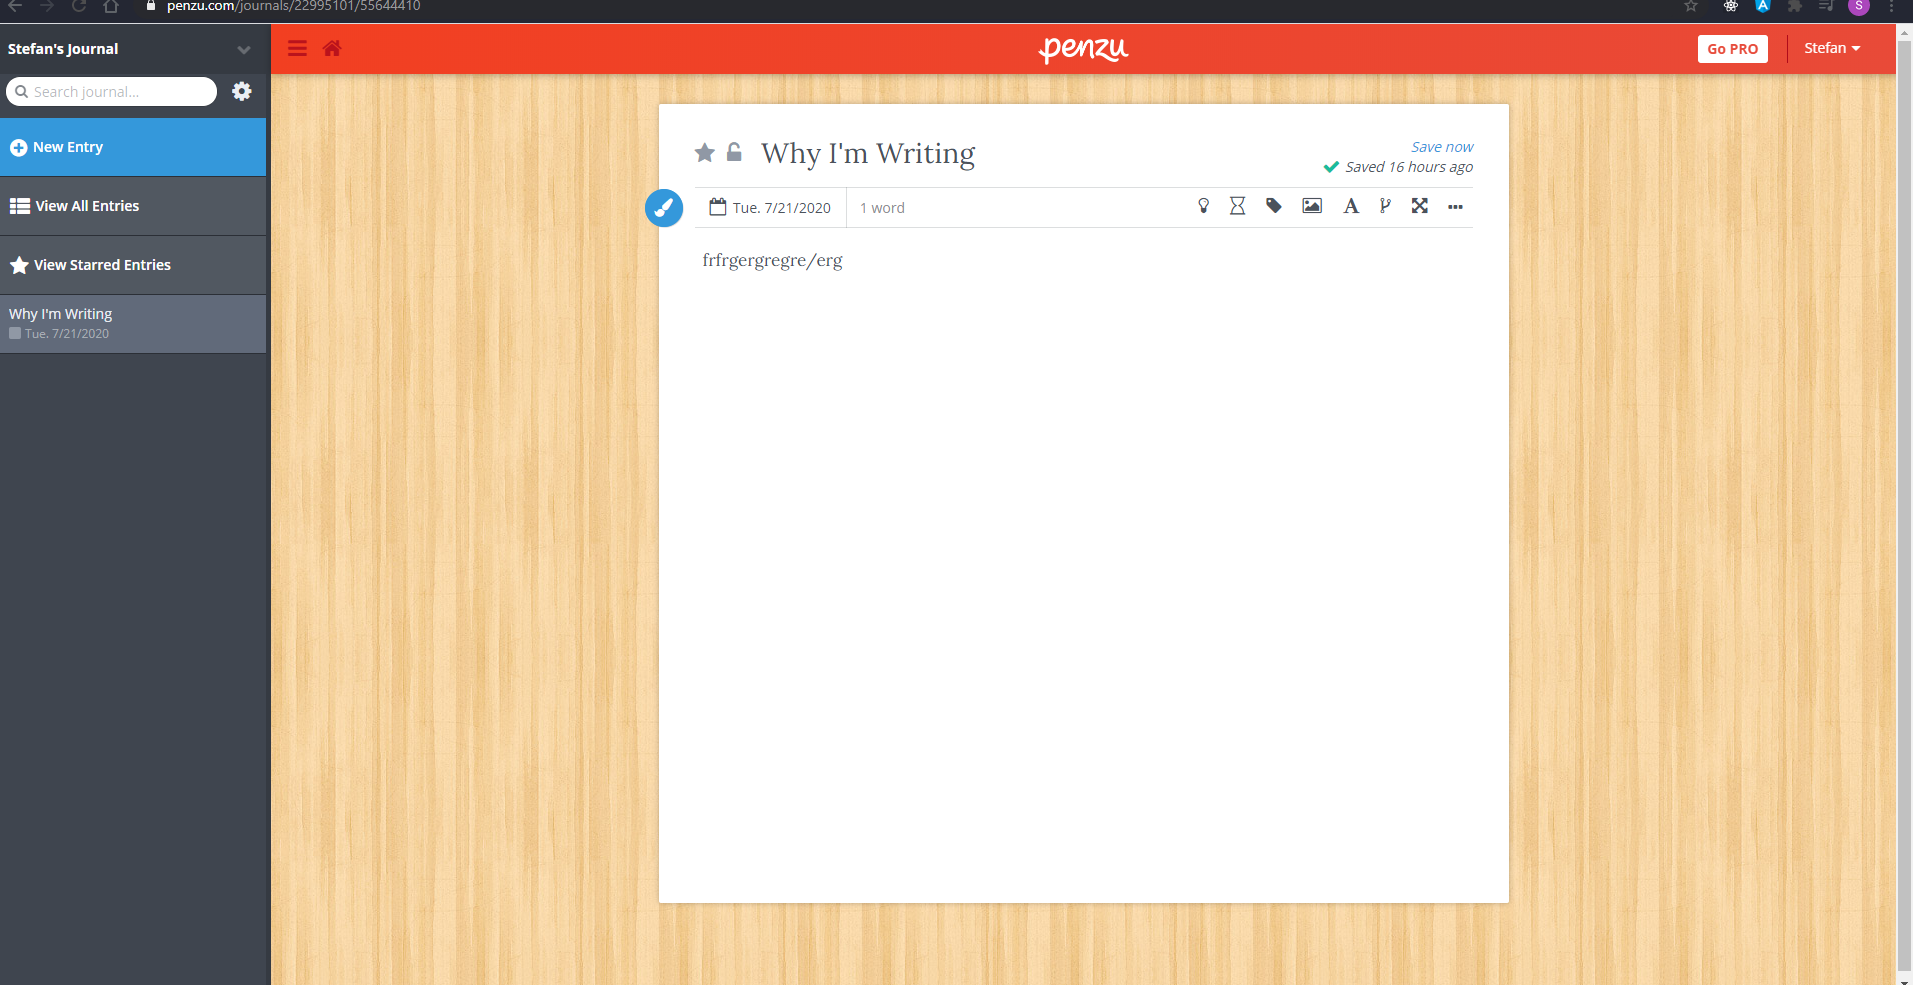 penzu.com/journals/22995101/55644410
S
Stefan's Journal
penzu
Go PRO
Stefan
Search journal...
New Entry
View All Entries
View Starred Entries
Why I'm Writing
Tue. 7/21/2020
Why I'm Writing
Save now
Saved 16 hours ago
Tue. 7/21/2020
1 word
A
frfrgergregre/erg